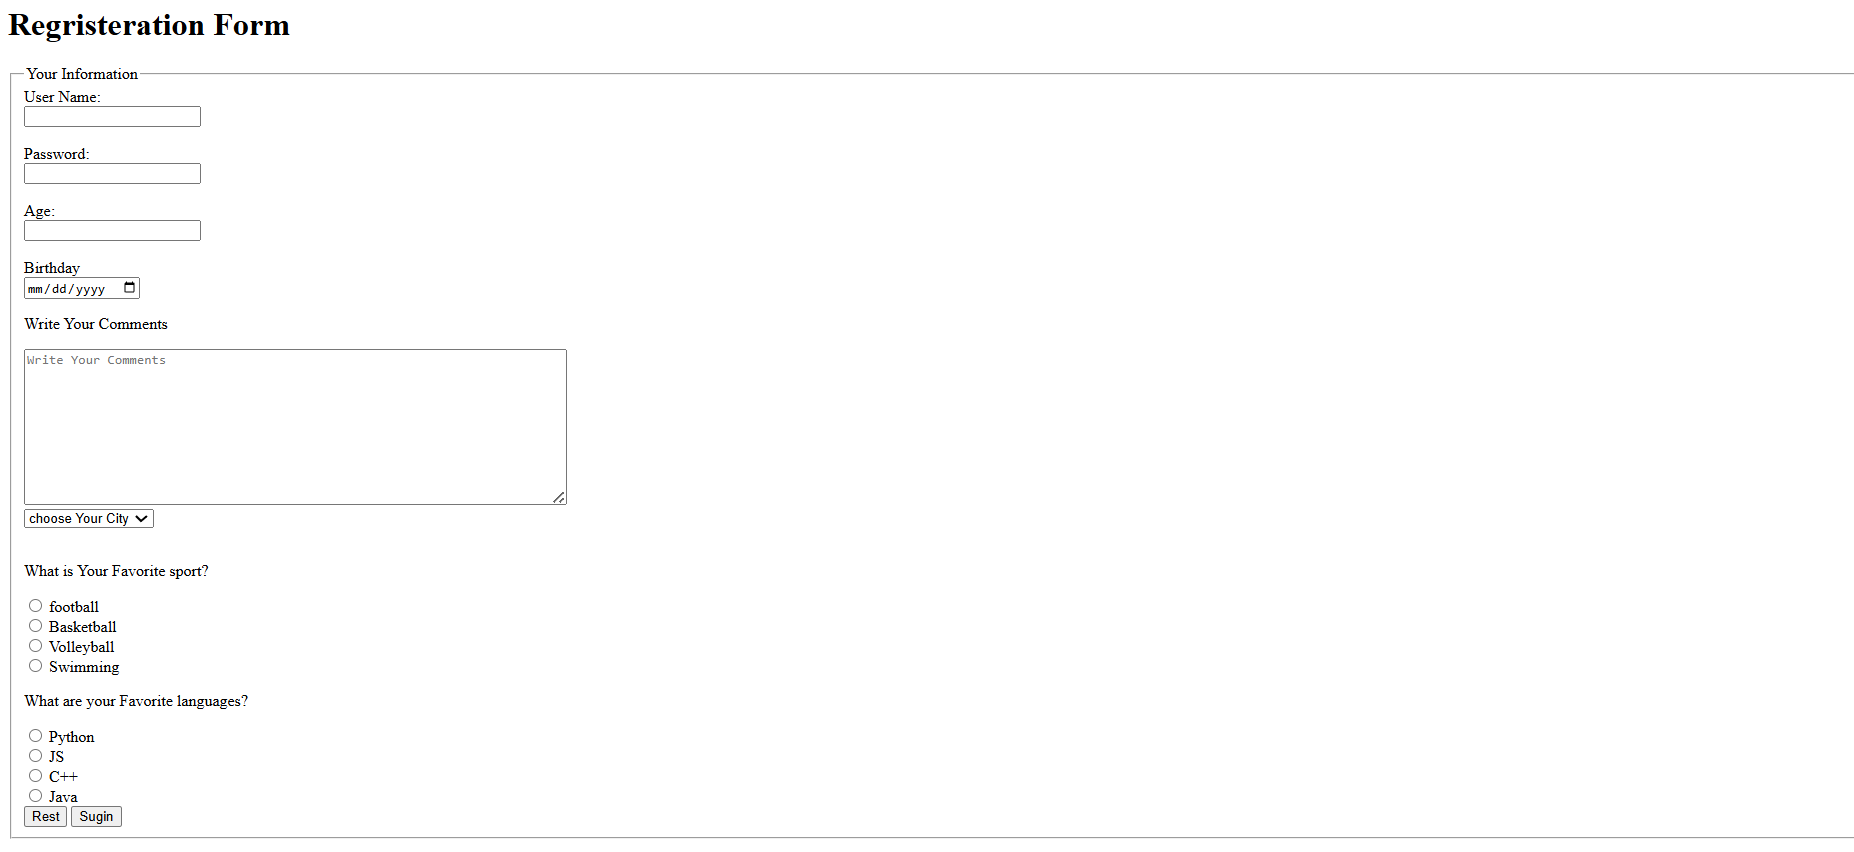 Regristeration Form
Your Information
User Name:
Password:
Age:
Birthday
mm/dd/yyyy
Write Your Comments
Write Your Comments
choose Your City
What is Your Favorite sport?
football
Basketball
Volleyball
Swimming
What are your Favorite languages?
Python
JS
C++
Java
Rest Sugin